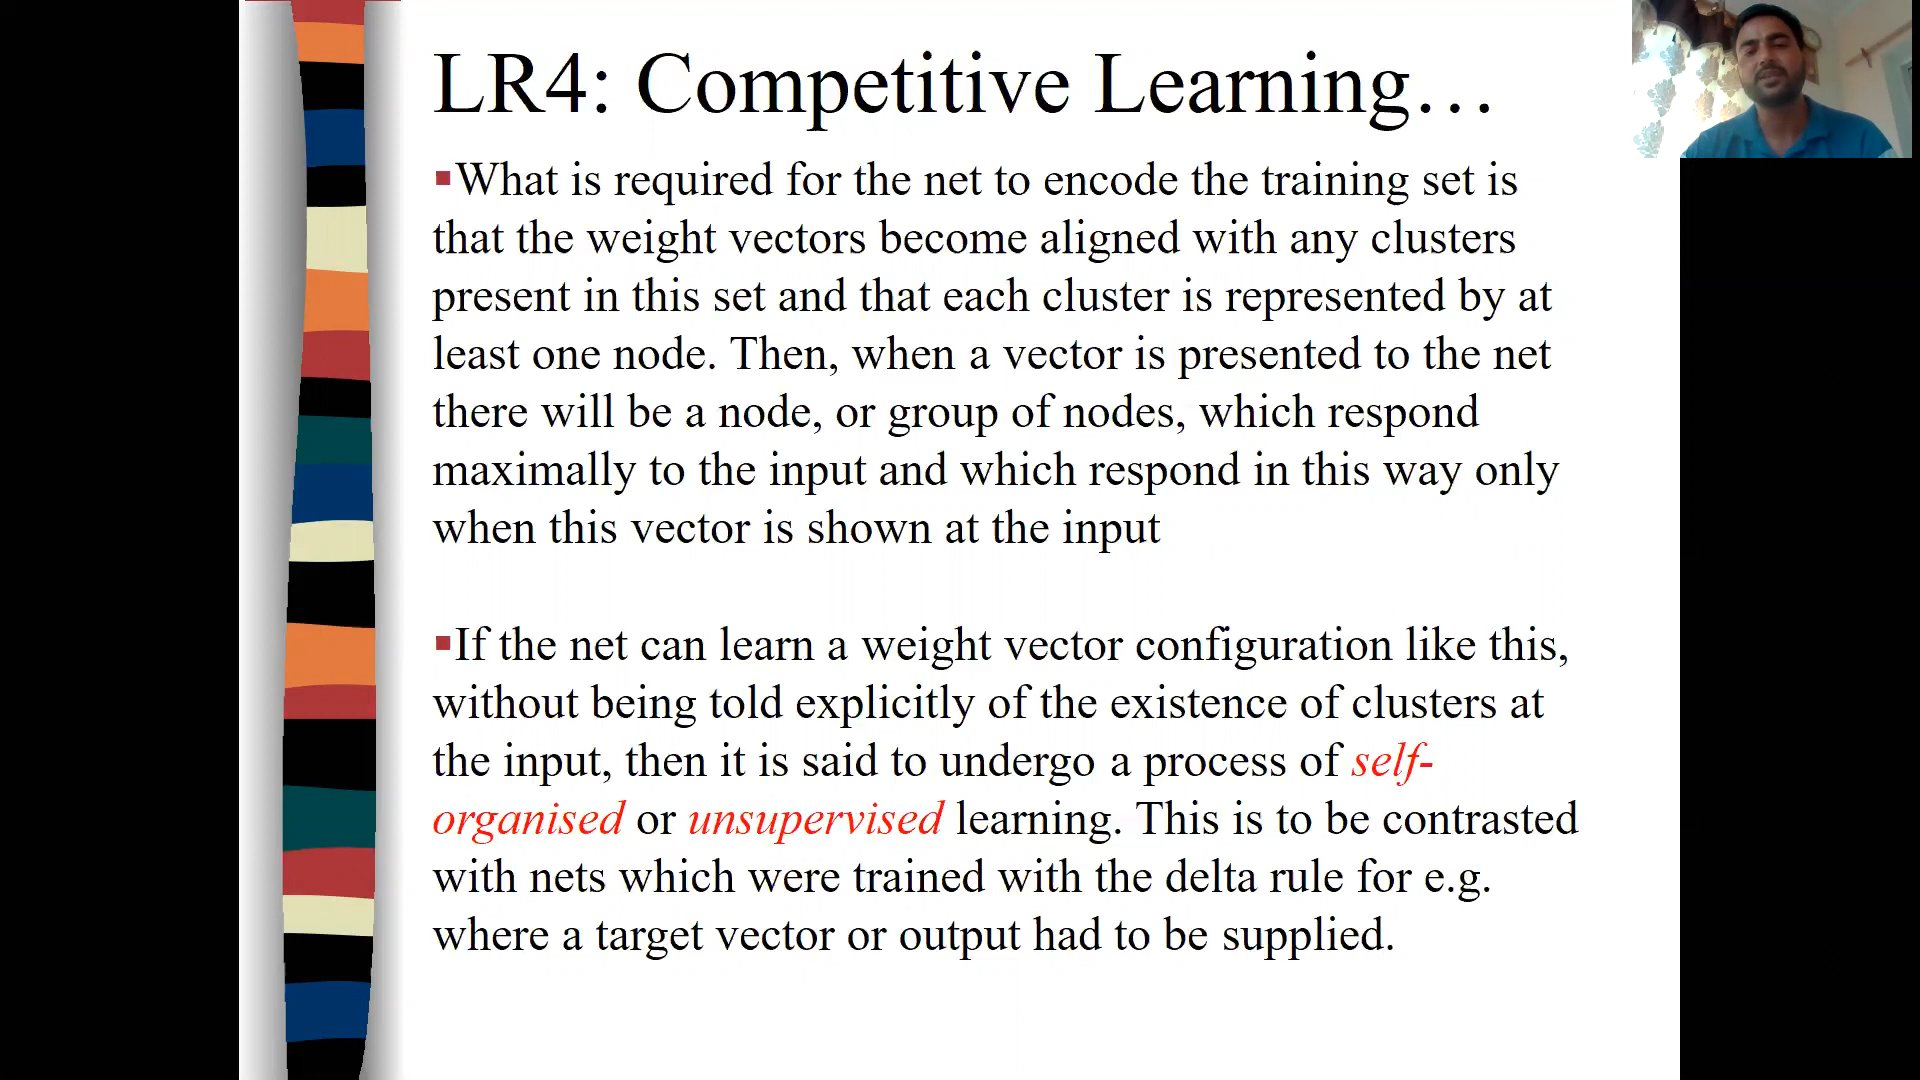 LR4: Competitive Learning…
▪What is required for the net to encode the training set is
that the weight vectors become aligned with any clusters
present in this set and that each cluster is represented by at
least one node. Then, when a vector is presented to the net
there will be a node, or group of nodes, which respond
maximally to the input and which respond in this way only
when this vector is shown at the input
▪If the net can learn a weight vector configuration like this,
without being told explicitly of the existence of clusters at
the input, then it is said to undergo a process of self-
organised or unsupervised learning. This is to be contrasted
with nets which were trained with the delta rule for e.g.
where a target vector or output had to be supplied.